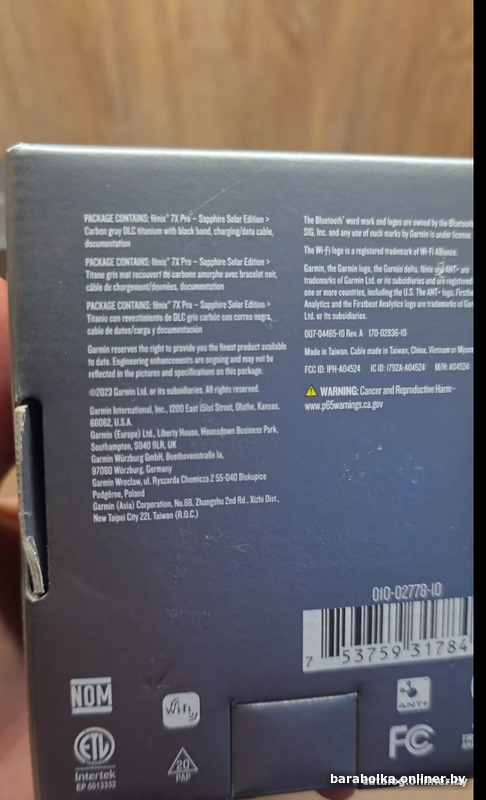 PACKAGE CONTAINS: fēnix® 7X Pro – Sapphire Solar Edition >
Carbon gray DLC titanium with black band, charging/data cable,
documentation
PACKAGE CONTAINS: fēnix® 7X Pro – Sapphire Solar Edition >
Titane gris mat recouvert de carbone amorphe avec bracelet noir,
câble de chargement/données, documentation
PACKAGE CONTAINS: fēnix® 7X Pro – Sapphire Solar Edition >
Titanio con revestimiento de DLC gris carbón con correa negra,
cable de datos/carga y documentación
Garmin reserves the right to provide you the finest product available
to date. Engineering enhancements are ongoing and may not be
reflected in the pictures and specifications on this package.
©2023 Garmin Ltd. or its subsidiaries. All rights reserved.
Garmin International, Inc., 1200 East 151st Street, Olathe, Kansas,
66062, U.S.A.
Garmin (Europe) Ltd., Liberty House, Hounsdown Business Park,
Southampton, SO40 9LR, UK
Garmin Würzburg GmbH, Beethovenstraße 1a,
97080 Würzburg, Germany
Garmin Wroclaw, ul. Ryszarda Chomicza 2 55-040 Biskupice
Podgórne, Poland
Garmin (Asia) Corporation, No.68, Zhangshu 2nd Rd., Xizhi Dist.,
New Taipei City 221, Taiwan (R.O.C.)
The Bluetooth® word mark and logos are owned by the Bluetooth
SIG, Inc. and any use of such marks by Garmin is under license.
The Wi-Fi logo is a registered trademark of Wi-Fi Alliance.
Garmin, the Garmin logo, the Garmin delta, fēnix and ANT+ are
trademarks of Garmin Ltd. or its subsidiaries and are registered
one or more countries, including the U.S. The ANT+ logo, Firstbeat
Analytics and the Firstbeat Analytics logo are trademarks of Gar
Ltd. or its subsidiaries.
007-04465-10 Rev. A 170-02836-10
Made in Taiwan. Cable made in Taiwan, China, Vietnam or Myan
FCC ID: IPH-A04524 IC ID: 1792A-A04524 M/N: A04524
WARNING: Cancer and Reproductive Harm–
www.p65warnings.ca.gov
010-02778-10
7 53759 31784
NOM
Wi Fi
ANT+
ETL
Intertek
EP 6013332
20
PAP
FC
baraholka.onliner.by